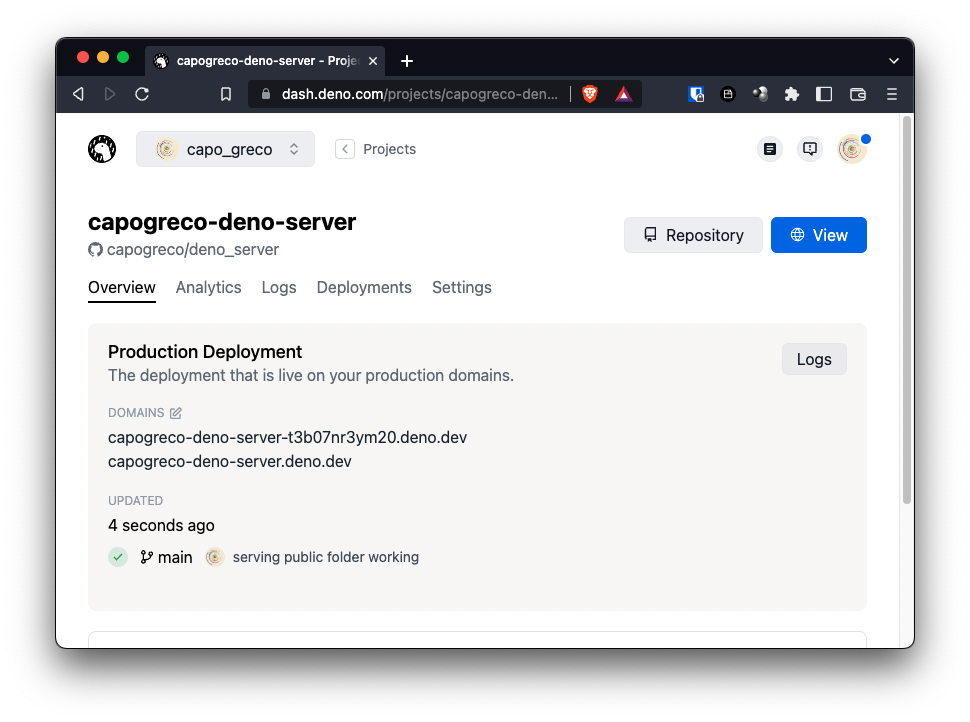 capogreco-deno-server - Proje
dash.deno.com/projects/capogreco-den...
capo_greco
Projects
capogreco-deno-server
capogreco/deno_server
Repository
View
Overview Analytics Logs Deployments Settings
Production Deployment
Logs
The deployment that is live on your production domains.
DOMAINS
capogreco-deno-server-t3b07nr3ym20.deno.dev
capogreco-deno-server.deno.dev
UPDATED
4 seconds ago
main serving public folder working